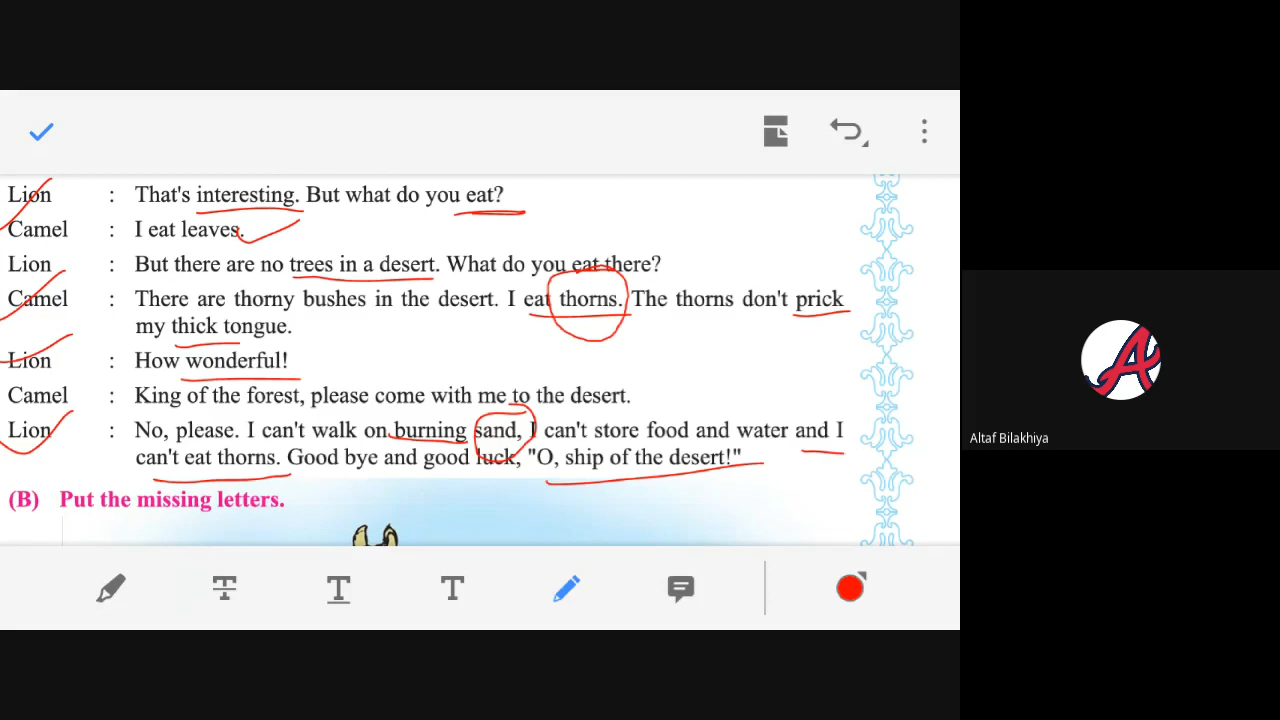 Lion : That's interesting. But what do you eat?
Camel : I eat leaves.
Lion : But there are no trees in a desert. What do you eat there?
Camel : There are thorny bushes in the desert. I eat thorns. The thorns don't prick
my thick tongue.
Lion : How wonderful!
Camel : King of the forest, please come with me to the desert.
Lion : No, please. I can't walk on burning sand, I can't store food and water and I
can't eat thorns. Good bye and good luck, "O, ship of the desert!"
(B) Put the missing letters.
T T T
A
Altaf Bilakhiya